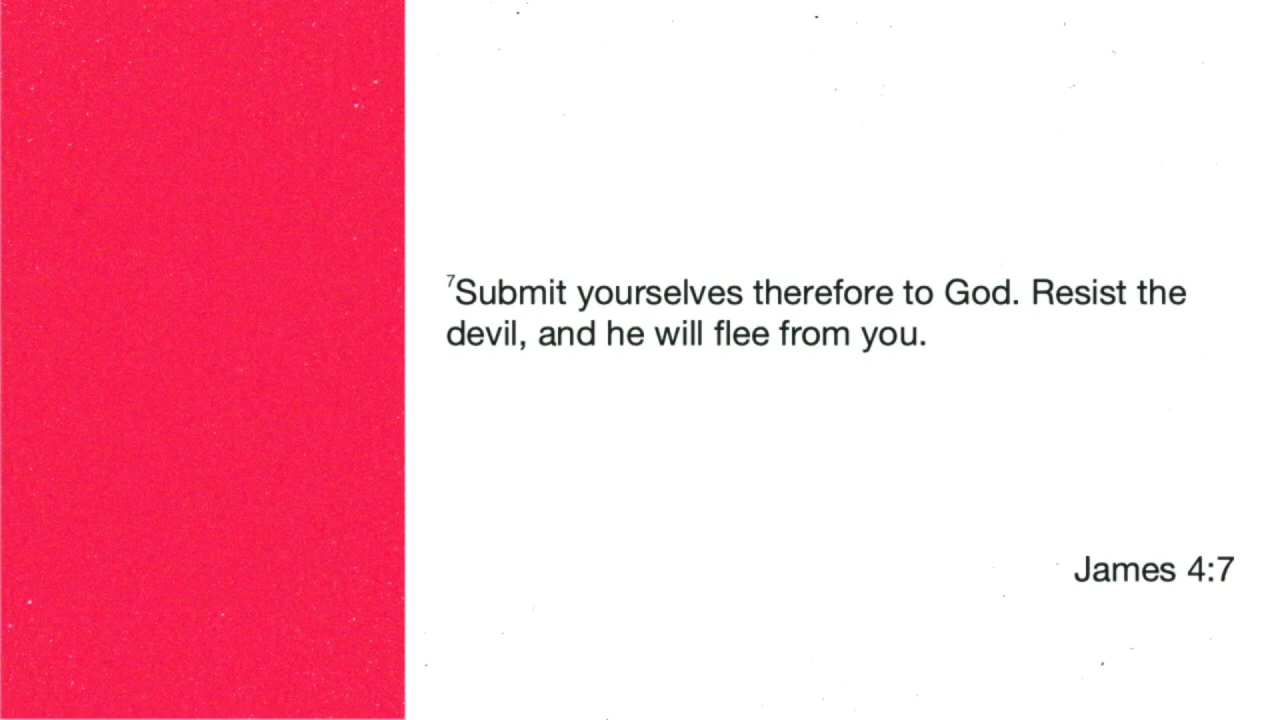 ⁷Submit yourselves therefore to God. Resist the
devil, and he will flee from you.
James 4:7